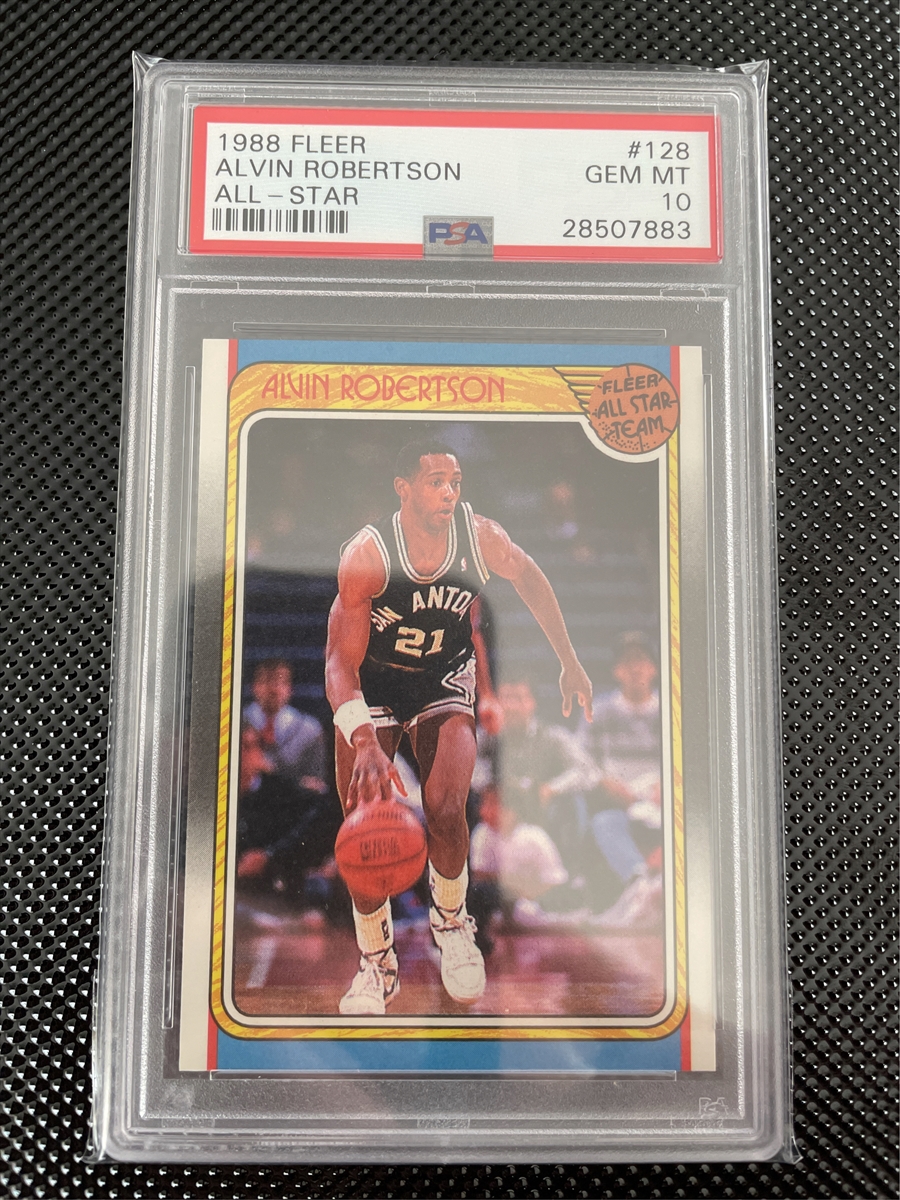 1988 FLEER #128
ALVIN ROBERTSON GEM MT
ALL-STAR 10
PSA 28507883
ALVIN ROBERTSON
FLEER
ALL STAR
TEAM
SAN ANTO
21